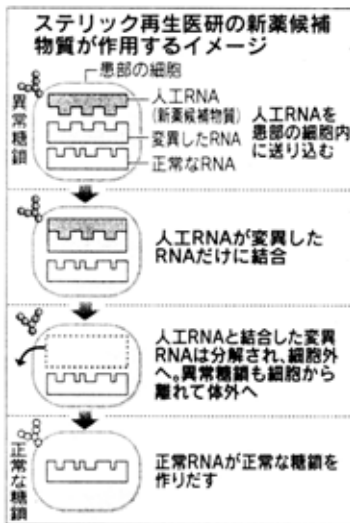 ステリック再生医研の新薬候補
物質が作用するイメージ
患部の細胞
異常糖鎖
人工RNA
(新薬候補物質)
変異したRNA
正常なRNA
人工RNAを
患部の細胞内
に送り込む
人工RNAが変異した
RNAだけに結合
人工RNAと結合した変異
RNAは分解され、細胞外
へ。異常糖鎖も細胞から
離れて体外へ
正常な糖鎖
正常RNAが正常な糖鎖を
作りだす